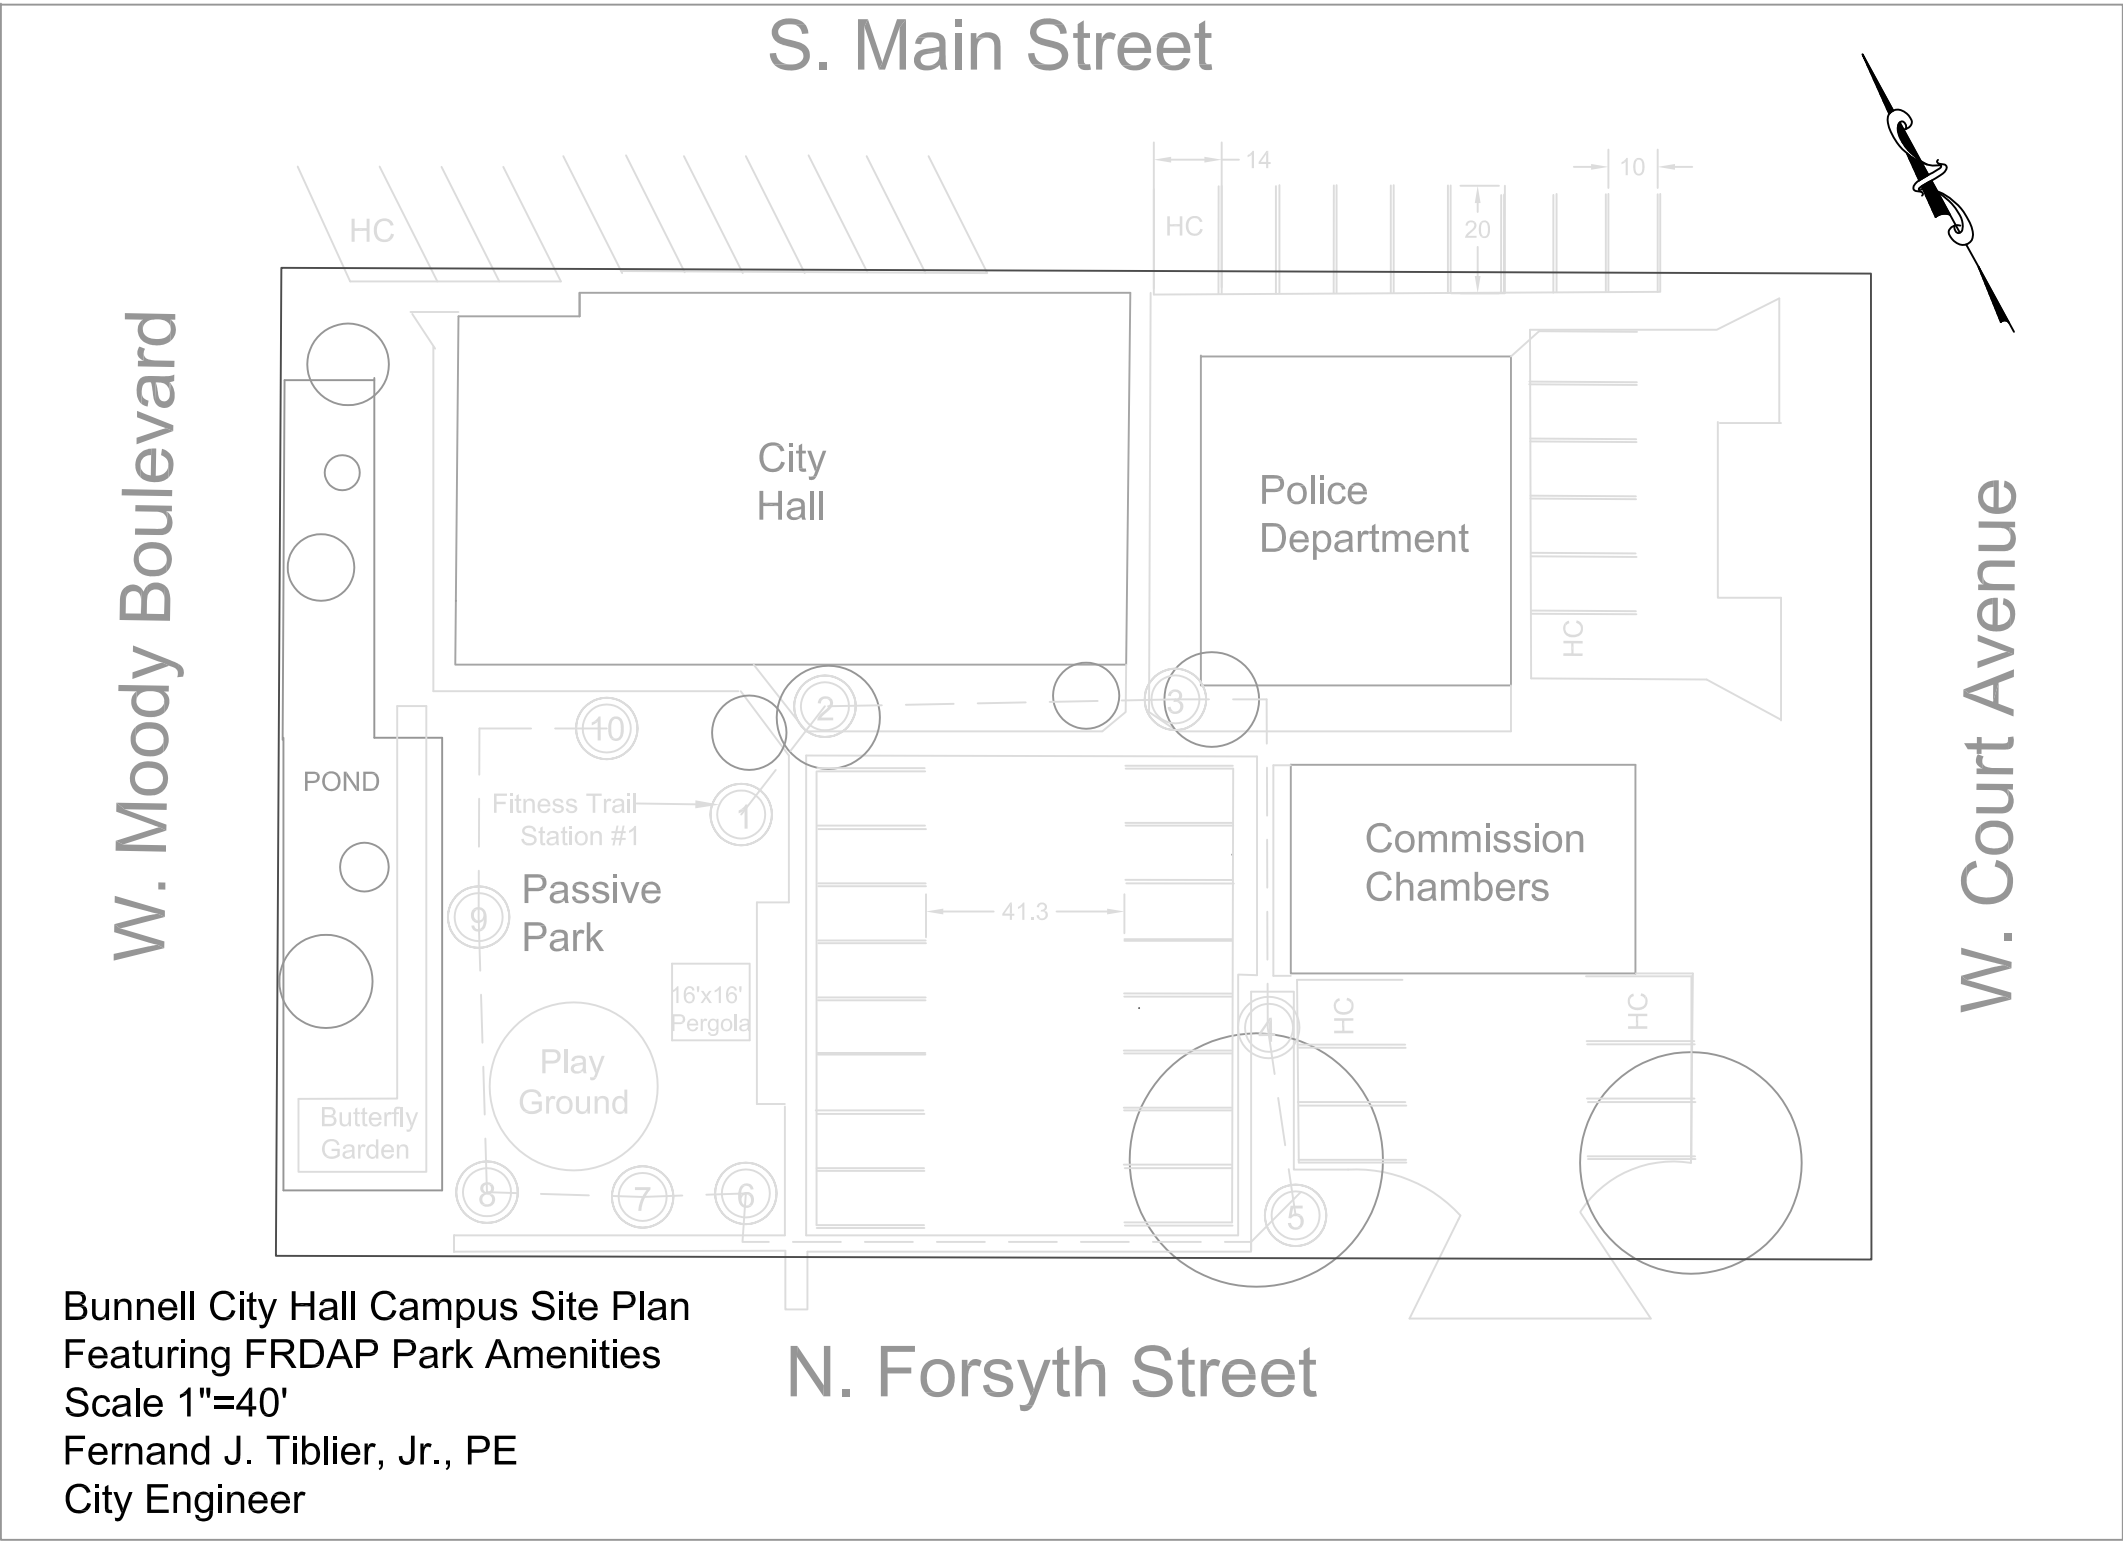 S. Main Street
14
10
HC
HC
20
W. Moody Boulevard
City
Hall
Police
Department
HC
W. Court Avenue
2
3
10
POND
Fitness Trail
Station #1
1
Commission
Chambers
Passive
Park
9
41.3
16'x16'
Pergola
HC
HC
4
Play
Ground
Butterfly
Garden
8
7
6
5
Bunnell City Hall Campus Site Plan
Featuring FRDAP Park Amenities
Scale 1"=40'
Fernand J. Tiblier, Jr., PE
City Engineer
N. Forsyth Street